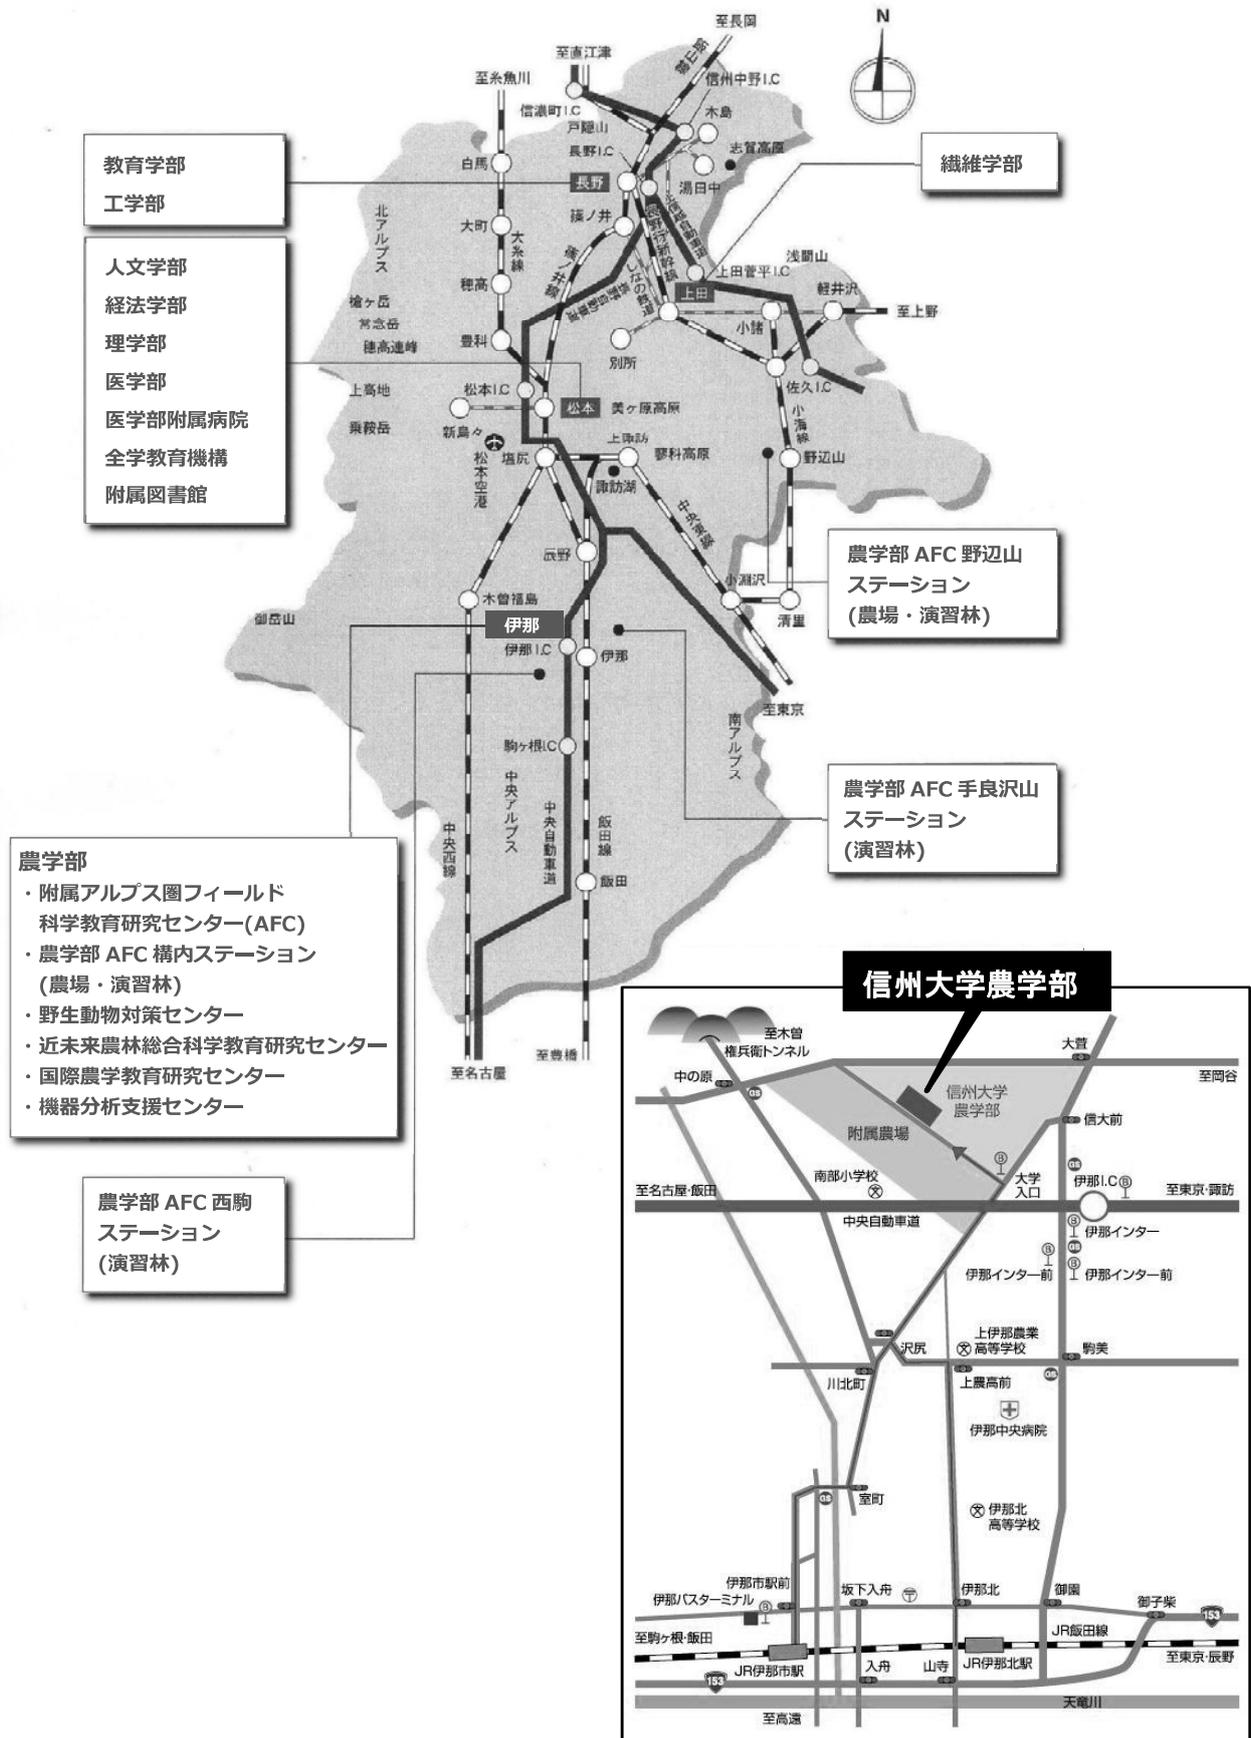 至長岡
N
飯山線
至直江津
信州中野I.C
至糸魚川
信濃町I.C
木島
戸隠山
志賀高原
長野I.C
教育学部
工学部
白馬
長野
湯田中
繊維学部
北アルプス
篠ノ井
上信越自動車道
長野行新幹線
大町
大糸線
浅間山
人文学部
経法学部
理学部
医学部
医学部附属病院
全学教育機構
附属図書館
穂高
篠ノ井線
しなの鉄道
上田菅平I.C
上田
軽井沢
至上野
槍ヶ岳
長野自動車道
常念岳
小諸
豊科
穂高連峰
別所
上高地
松本I.C
佐久I.C
松本
美ヶ原高原
小海線
乗鞍岳
新島々
上諏訪
松本空港
塩尻
蓼科高原
野辺山
諏訪湖
中央東線
辰野
農学部 AFC 野辺山
ステーション
(農場・演習林)
小淵沢
木曽福島
清里
御岳山
伊那
伊那I.C
伊那
至東京
南アルプス
駒ヶ根I.C
中央アルプス
農学部 AFC 手良沢山
ステーション
(演習林)
中央西線
中央自動車道
飯田線
飯田
農学部
・附属アルプス圏フィールド
科学教育研究センター(AFC)
・農学部 AFC 構内ステーション
(農場・演習林)
・野生動物対策センター
・近未来農林総合科学教育研究センター
・国際農学教育研究センター
・機器分析支援センター
至名古屋
至豊橋
農学部 AFC 西駒
ステーション
(演習林)
信州大学農学部
至木曽
権兵衛トンネル
大萱
中の原
至岡谷
GS
信州大学
農学部
信大前
附属農場
GS
B
南部小学校
大学
入口
伊那I.C
B
至名古屋・飯田
至東京・諏訪
中央自動車道
B
伊那インター
B
GS
B
伊那インター前
伊那インター前
上伊那農業
高等学校
沢尻
駒美
川北町
上農高前
GS
伊那中央病院
GS
室町
伊那北
高等学校
伊那市駅前
坂下入舟
伊那北
御園
伊那バスターミナル
B
御子柴
153
至駒ヶ根・飯田
JR飯田線
JR伊那市駅
入舟
山寺
JR伊那北駅
至東京・辰野
153
天竜川
至高遠